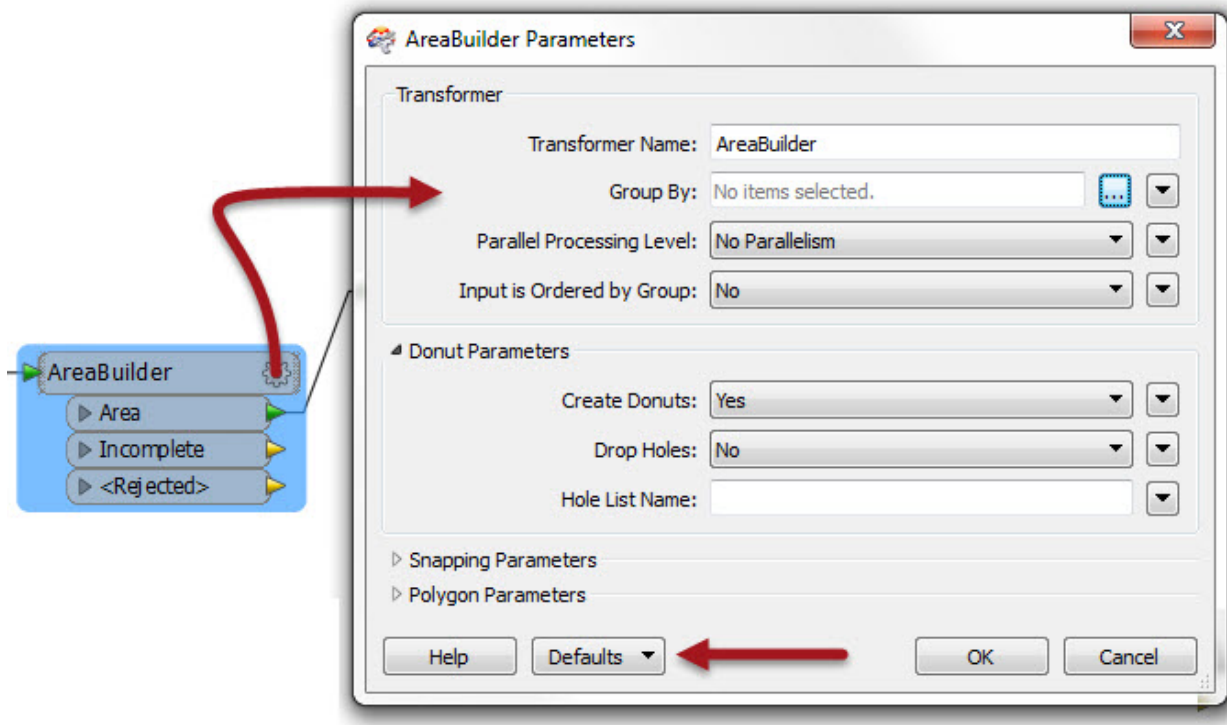 AreaBuilder Parameters
Transformer
Transformer Name: AreaBuilder
Group By: No items selected. ...
Parallel Processing Level: No Parallelism
Input is Ordered by Group: No
Donut Parameters
Create Donuts: Yes
Drop Holes: No
Hole List Name:
Snapping Parameters
Polygon Parameters
Help Defaults OK Cancel
AreaBuilder
Area
Incomplete
<Rejected>